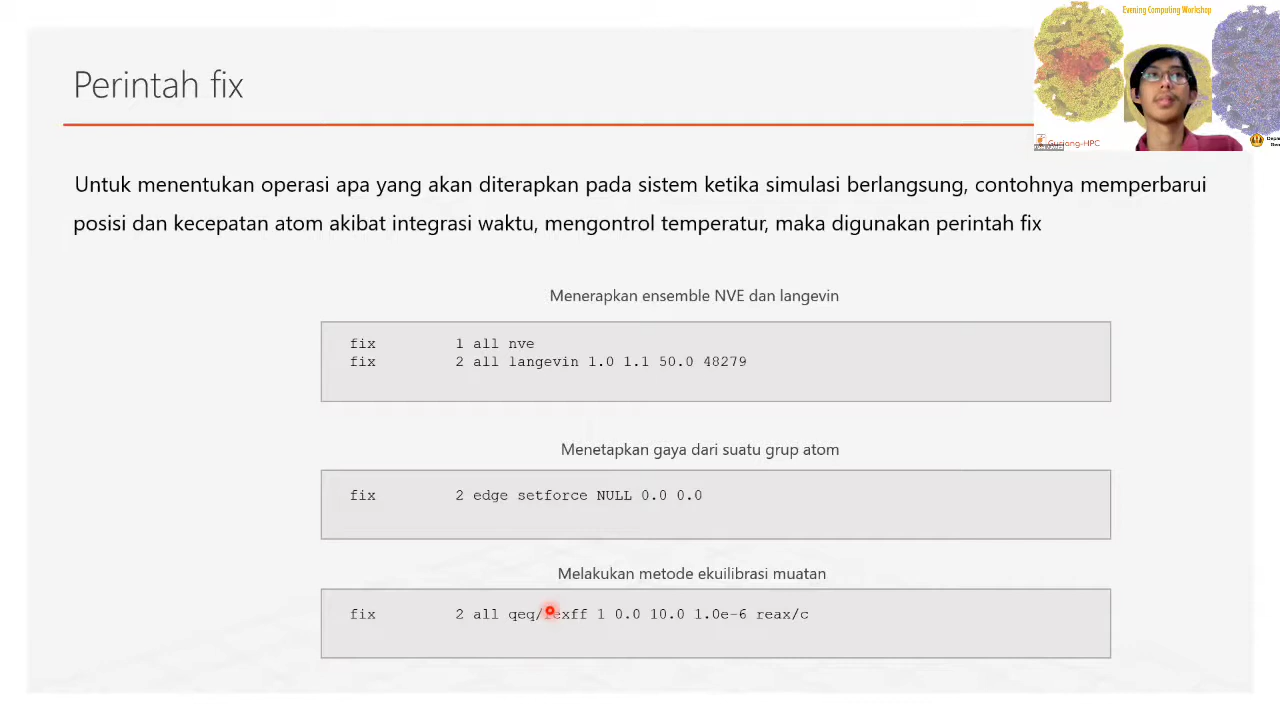 Evening Computing Workshop
Perintah fix
Gunjang-HPC
Untuk menentukan operasi apa yang akan diterapkan pada sistem ketika simulasi berlangsung, contohnya memperbarui
posisi dan kecepatan atom akibat integrasi waktu, mengontrol temperatur, maka digunakan perintah fix
Menerapkan ensemble NVE dan langevin
fix 1 all nve
fix 2 all langevin 1.0 1.1 50.0 48279
Menetapkan gaya dari suatu grup atom
fix 2 edge setforce NULL 0.0 0.0
Melakukan metode ekuilibrasi muatan
fix 2 all qeq/rexff 1 0.0 10.0 1.0e-6 reax/c